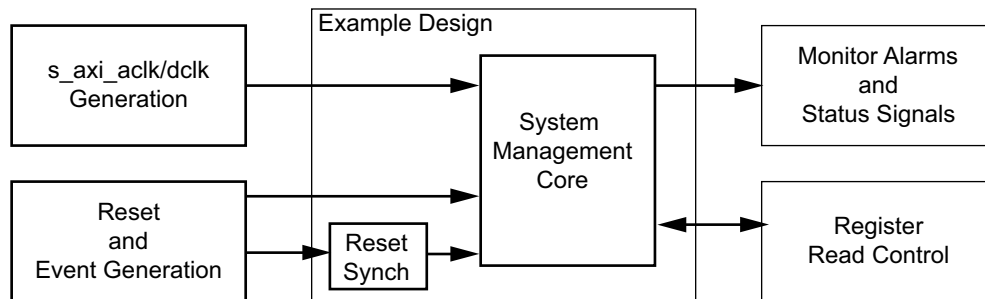 Example Design
s_axi_aclk/dclk
Generation
System
Management
Core
Monitor Alarms
and
Status Signals
Reset
and
Event Generation
Reset
Synch
Register
Read Control